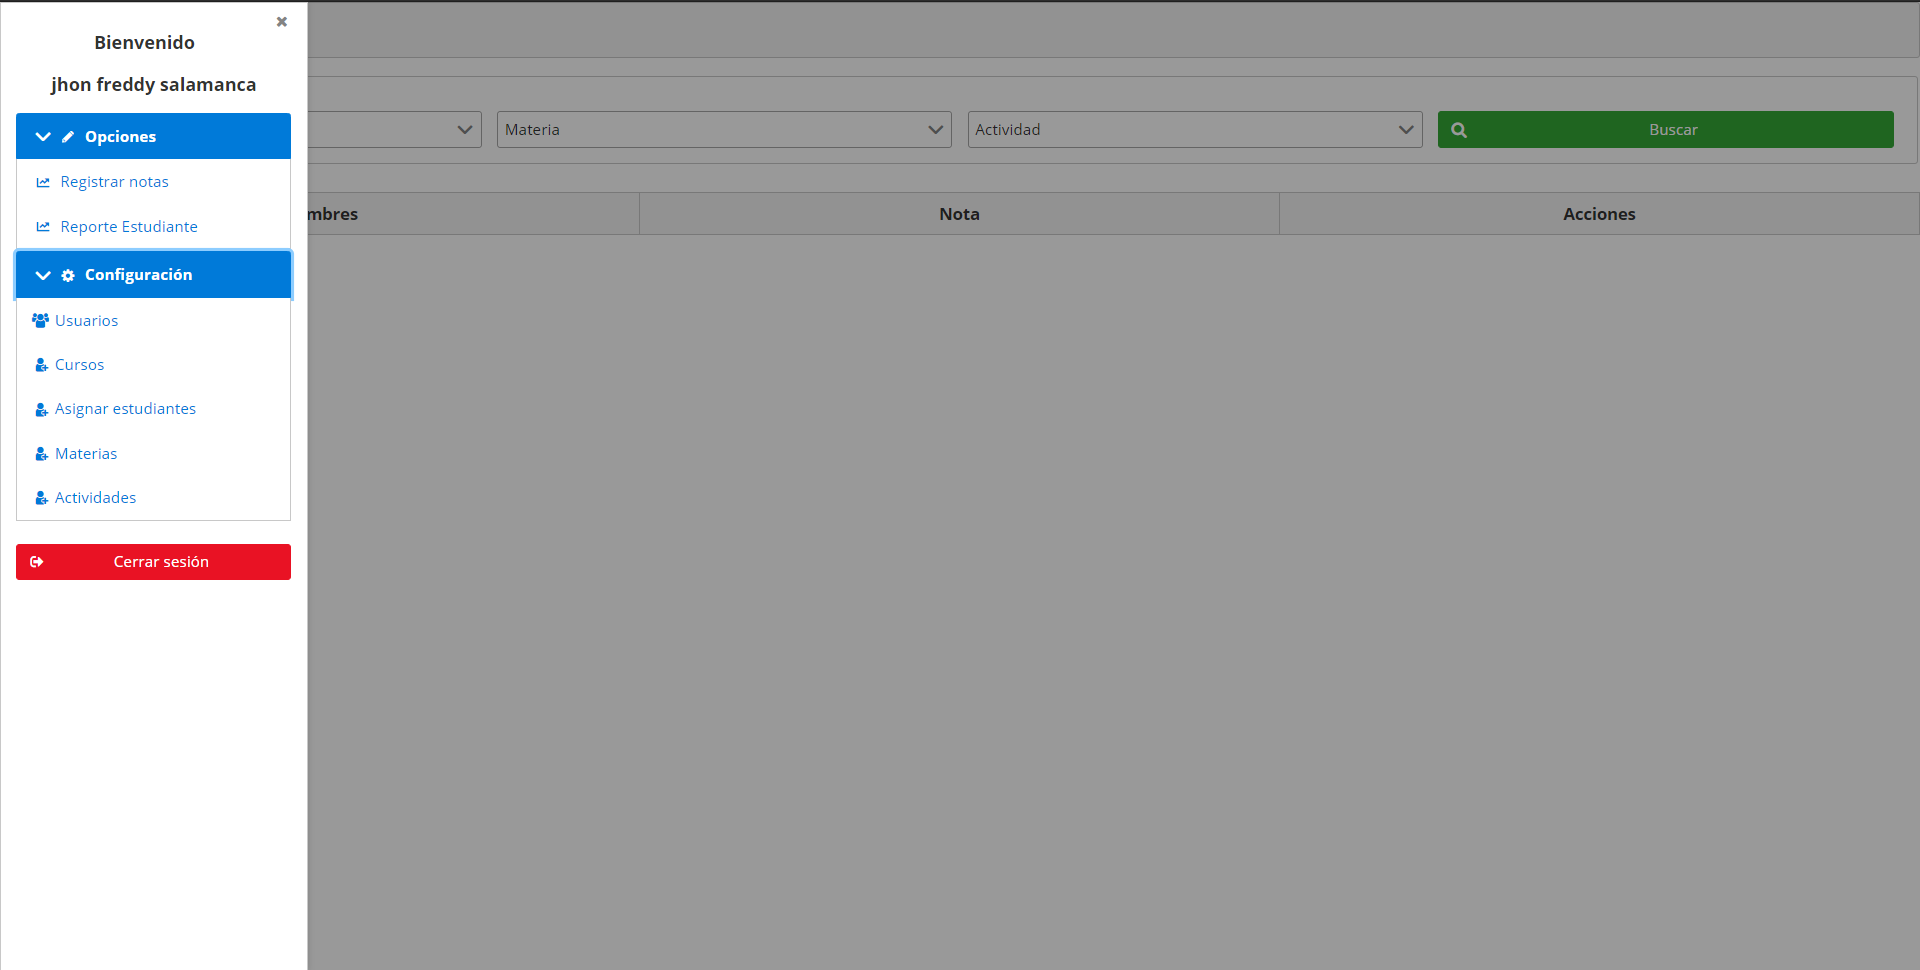 Bienvenido
jhon freddy salamanca
Opciones
Registrar notas
Reporte Estudiante
Configuración
Usuarios
Cursos
Asignar estudiantes
Materias
Actividades
Cerrar sesión
Materia
Actividad
Buscar
mbres
Nota
Acciones